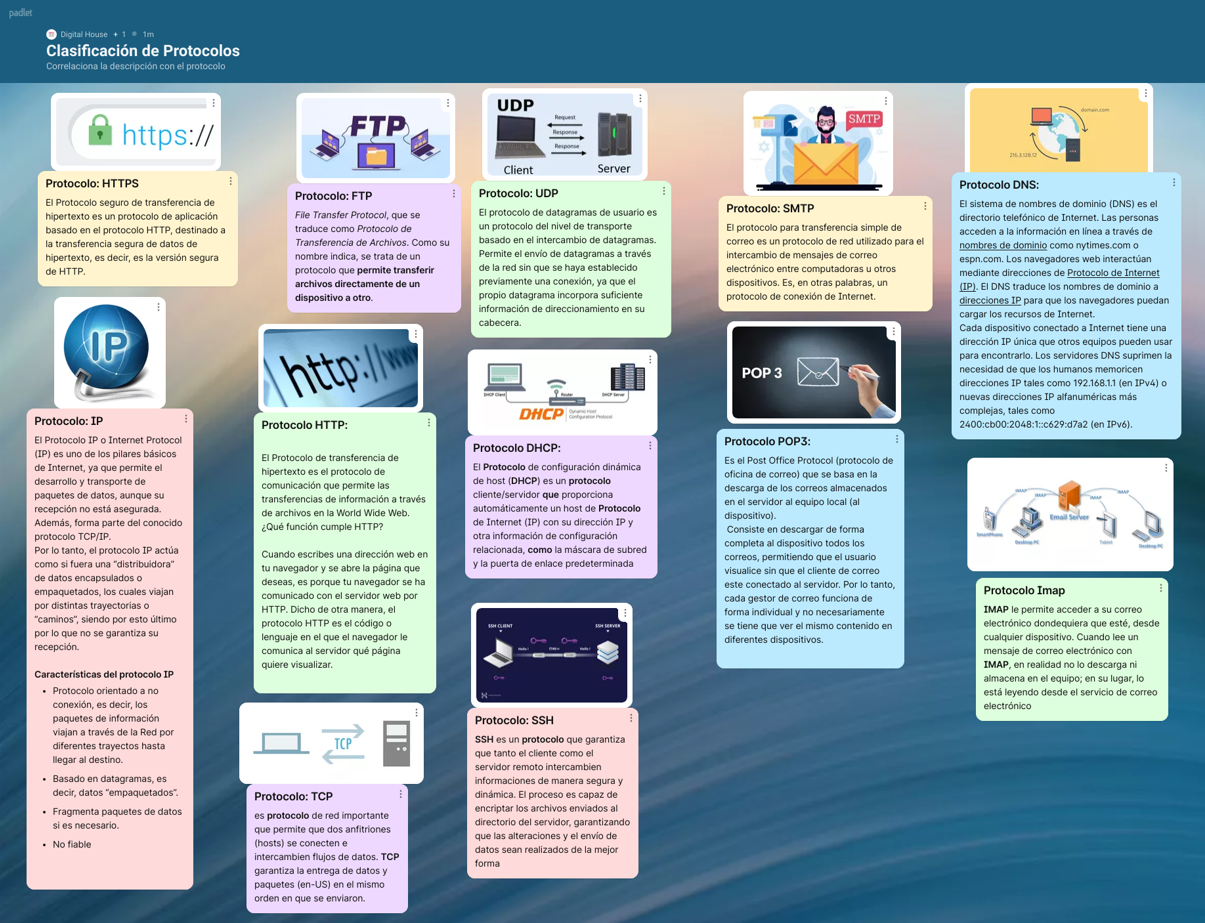 padlet
Digital House + 1 1m
Clasificación de Protocolos
Correlaciona la descripción con el protocolo
https://
Protocolo: HTTPS
El Protocolo seguro de transferencia de
hipertexto es un protocolo de aplicación
basado en el protocolo HTTP, destinado a
la transferencia segura de datos de
hipertexto, es decir, es la versión segura
de HTTP.
IP
Protocolo: IP
El Protocolo IP o Internet Protocol
(IP) es uno de los pilares básicos
de Internet, ya que permite el
desarrollo y transporte de
paquetes de datos, aunque su
recepción no está asegurada.
Además, forma parte del conocido
protocolo TCP/IP.
Por lo tanto, el protocolo IP actúa
como si fuera una “distribuidora”
de datos encapsulados o
empaquetados, los cuales viajan
por distintas trayectorias o
“caminos”, siendo por esto último
por lo que no se garantiza su
recepción.
Características del protocolo IP
• Protocolo orientado a no
conexión, es decir, los
paquetes de información
viajan a través de la Red por
diferentes trayectos hasta
llegar al destino.
• Basado en datagramas, es
decir, datos “empaquetados”.
• Fragmenta paquetes de datos
si es necesario.
• No fiable
FTP
Protocolo: FTP
File Transfer Protocol, que se
traduce como Protocolo de
Transferencia de Archivos. Como su
nombre indica, se trata de un
protocolo que permite transferir
archivos directamente de un
dispositivo a otro.
http://ww
Protocolo HTTP:
El Protocolo de transferencia de
hipertexto es el protocolo de
comunicación que permite las
transferencias de información a través
de archivos en la World Wide Web.
¿Qué función cumple HTTP?
Cuando escribes una dirección web en
tu navegador y se abre la página que
deseas, es porque tu navegador se ha
comunicado con el servidor web por
HTTP. Dicho de otra manera, el
protocolo HTTP es el código o
lenguaje en el que el navegador le
comunica al servidor qué página
quiere visualizar.
TCP
Protocolo: TCP
es protocolo de red importante
que permite que dos anfitriones
(hosts) se conecten e
intercambien flujos de datos. TCP
garantiza la entrega de datos y
paquetes (en-US) en el mismo
orden en que se enviaron.
UDP
Request
Response
Response
Client
Server
Protocolo: UDP
El protocolo de datagramas de usuario es
un protocolo del nivel de transporte
basado en el intercambio de datagramas.
Permite el envío de datagramas a través
de la red sin que se haya establecido
previamente una conexión, ya que el
propio datagrama incorpora suficiente
información de direccionamiento en su
cabecera.
DHCP Client
Router
DHCP Server
DHCP
Dynamic Host
Configuration Protocol
Protocolo DHCP:
El Protocolo de configuración dinámica
de host (DHCP) es un protocolo
cliente/servidor que proporciona
automáticamente un host de Protocolo
de Internet (IP) con su dirección IP y
otra información de configuración
relacionada, como la máscara de subred
y la puerta de enlace predeterminada
SSH CLIENT
SSH SERVER
Protocolo: SSH
SSH es un protocolo que garantiza
que tanto el cliente como el
servidor remoto intercambien
informaciones de manera segura y
dinámica. El proceso es capaz de
encriptar los archivos enviados al
directorio del servidor, garantizando
que las alteraciones y el envío de
datos sean realizados de la mejor
forma
SMTP
Protocolo: SMTP
El protocolo para transferencia simple de
correo es un protocolo de red utilizado para el
intercambio de mensajes de correo
electrónico entre computadoras u otros
dispositivos. Es, en otras palabras, un
protocolo de conexión de Internet.
POP 3
Protocolo POP3:
Es el Post Office Protocol (protocolo de
oficina de correo) que se basa en la
descarga de los correos almacenados
en el servidor al equipo local (al
dispositivo).
Consiste en descargar de forma
completa al dispositivo todos los
correos, permitiendo que el usuario
visualice sin que el cliente de correo
este conectado al servidor. Por lo tanto,
cada gestor de correo funciona de
forma individual y no necesariamente
se tiene que ver el mismo contenido en
diferentes dispositivos.
domain.com
216.3.128.12
Protocolo DNS:
El sistema de nombres de dominio (DNS) es el
directorio telefónico de Internet. Las personas
acceden a la información en línea a través de
nombres de dominio como nytimes.com o
espn.com. Los navegadores web interactúan
mediante direcciones de Protocolo de Internet
(IP). El DNS traduce los nombres de dominio a
direcciones IP para que los navegadores puedan
cargar los recursos de Internet.
Cada dispositivo conectado a Internet tiene una
dirección IP única que otros equipos pueden usar
para encontrarlo. Los servidores DNS suprimen la
necesidad de que los humanos memoricen
direcciones IP tales como 192.168.1.1 (en IPv4) o
nuevas direcciones IP alfanuméricas más
complejas, tales como
2400:cb00:2048:1::c629:d7a2 (en IPv6).
IMAP
IMAP
IMAP
IMAP
Email Server
SmartPhone
Desktop PC
Tablet
Desktop PC
Protocolo Imap
IMAP le permite acceder a su correo
electrónico dondequiera que esté, desde
cualquier dispositivo. Cuando lee un
mensaje de correo electrónico con
IMAP, en realidad no lo descarga ni
almacena en el equipo; en su lugar, lo
está leyendo desde el servicio de correo
electrónico